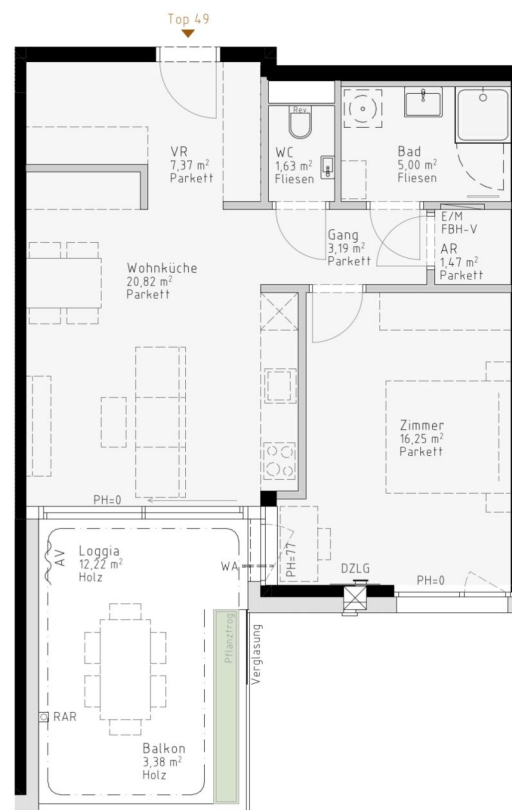 Top 49
Rev.
VR
7,37 m²
Parkett
WC
1,63 m²
Fliesen
Bad
5,00 m²
Fliesen
E/M
FBH-V
Gang
3,19 m²
Parkett
AR
1,47 m²
Parkett
Wohnküche
20,82 m²
Parkett
Zimmer
16,25 m²
Parkett
PH=0
Loggia
12,22 m²
Holz
AV
WA
PH=77
DZLG
PH=0
Pflanztrog
Verglasung
RAR
Balkon
3,38 m²
Holz